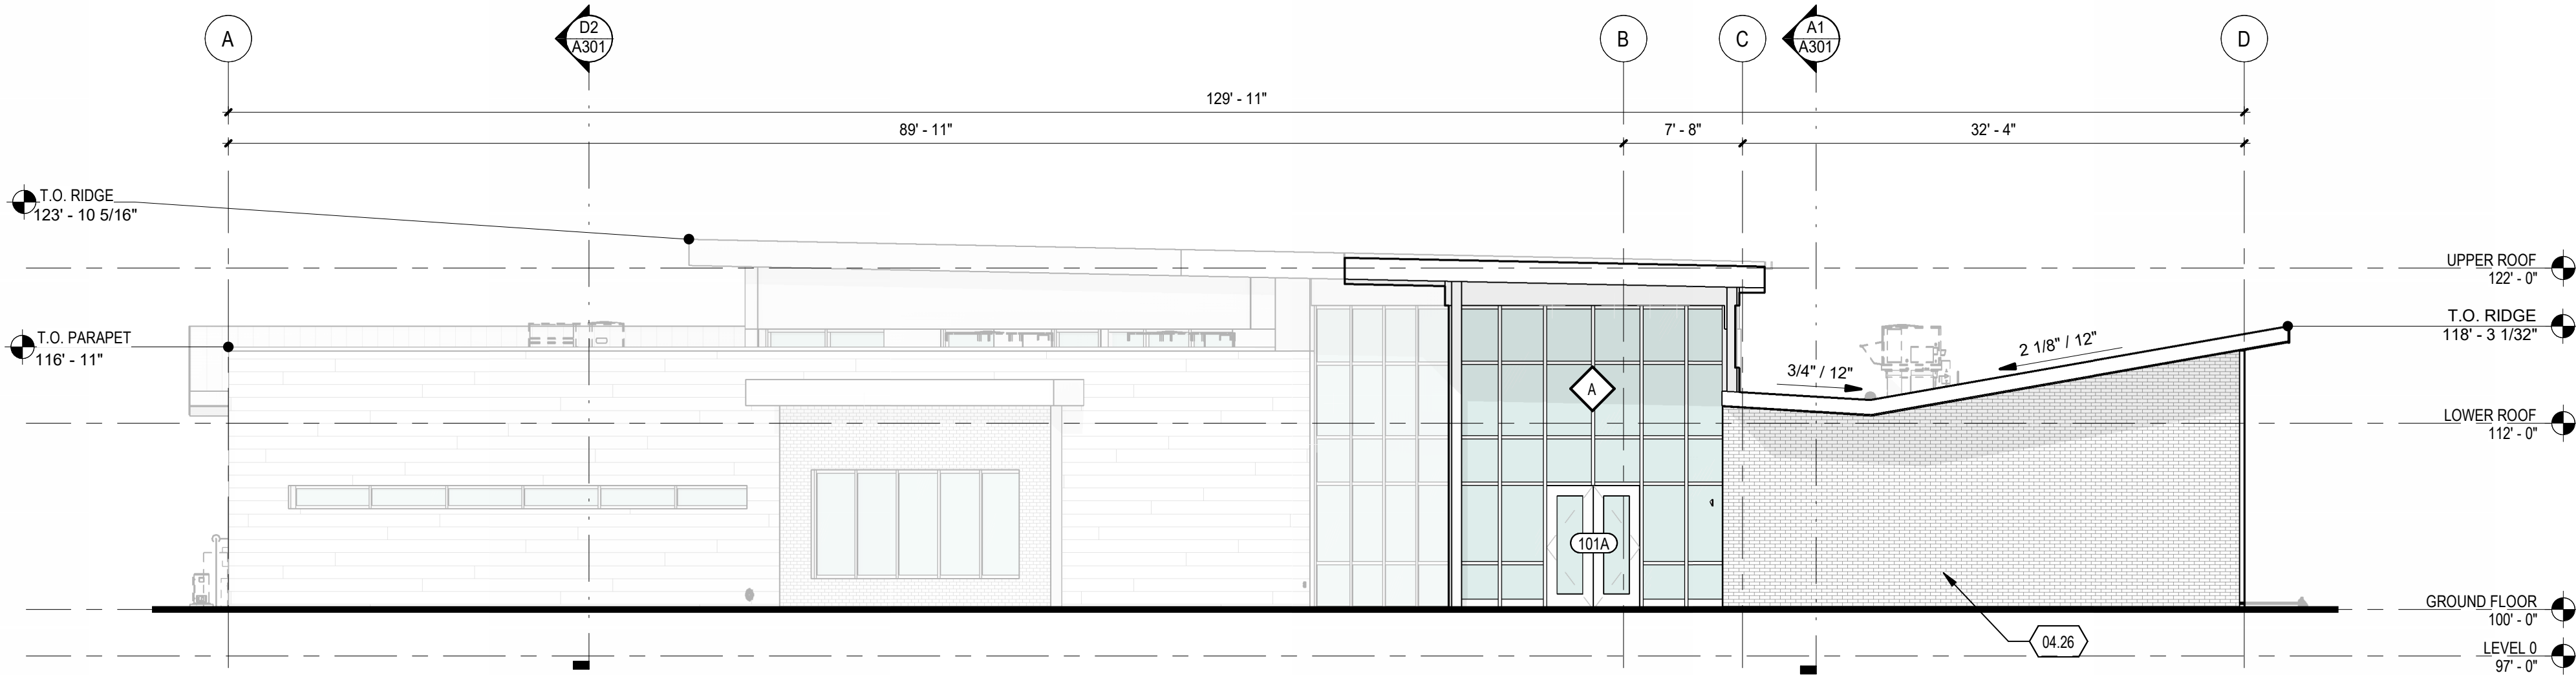 A
D2
A301
B
C
A1
A301
D
129' - 11"
89' - 11"
7' - 8"
32' - 4"
T.O. RIDGE
123' - 10 5/16"
UPPER ROOF
122' - 0"
T.O. RIDGE
118' - 3 1/32"
T.O. PARAPET
116' - 11"
2 1/8" / 12"
3/4" / 12"
A
LOWER ROOF
112' - 0"
101A
GROUND FLOOR
100' - 0"
04.26
LEVEL 0
97' - 0"